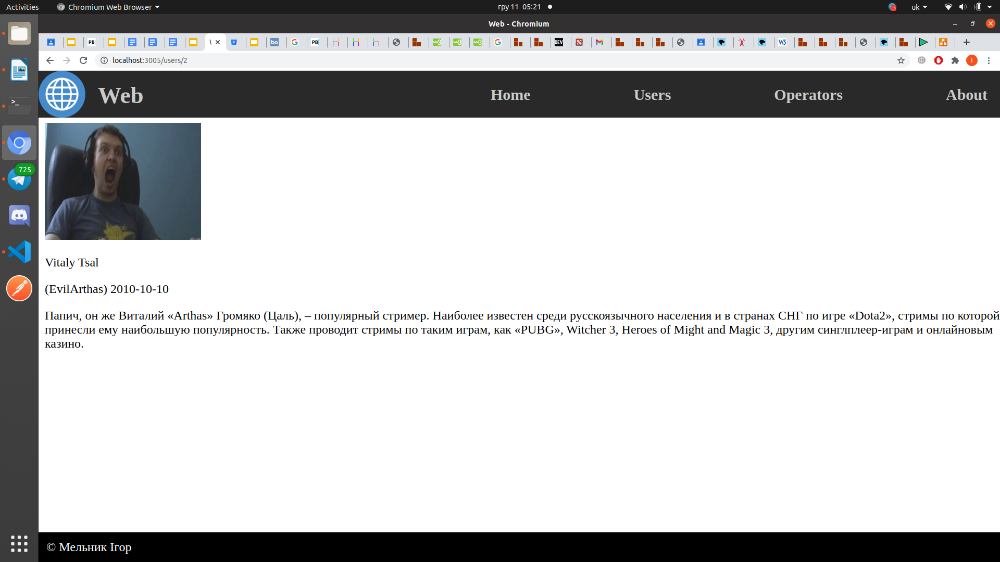 Activities
Chromium Web Browser
гру 11 05:21
uk
Web - Chromium
localhost:3005/users/2
Web
Home
Users
Operators
About
725
Vitaly Tsal
(EvilArthas) 2010-10-10
Папич, он же Виталий «Arthas» Громяко (Цаль), – популярный стример. Наиболее известен среди русскоязычного населения и в странах СНГ по игре «Dota2», стримы по которой
принесли ему наибольшую популярность. Также проводит стримы по таким играм, как «PUBG», Witcher 3, Heroes of Might and Magic 3, другим синглплеер-играм и онлайновым
казино.
© Мельник Ігор